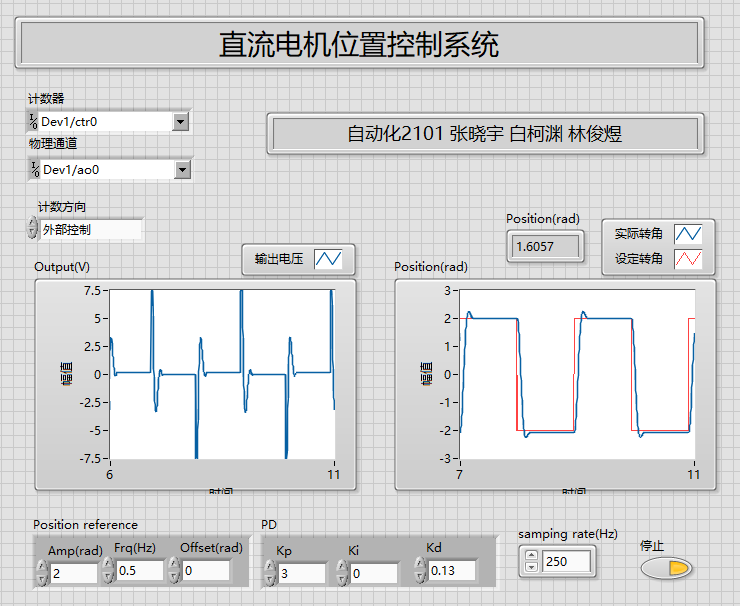 直流电机位置控制系统
计数器
Dev1/ctr0
自动化2101 张晓宇 白柯渊 林俊煜
物理通道
Dev1/ao0
计数方向
外部控制
Position(rad)
1.6057
实际转角
设定转角
Output(V)
输出电压
7.5
5
2.5
0
-2.5
-5
-7.5
幅值
6
11
时间
Position(rad)
3
2
1
0
-1
-2
-3
幅值
7
11
时间
Position reference
Amp(rad) Frq(Hz) Offset(rad)
2 0.5 0
PD
Kp Ki Kd
3 0 0.13
samping rate(Hz)
250
停止